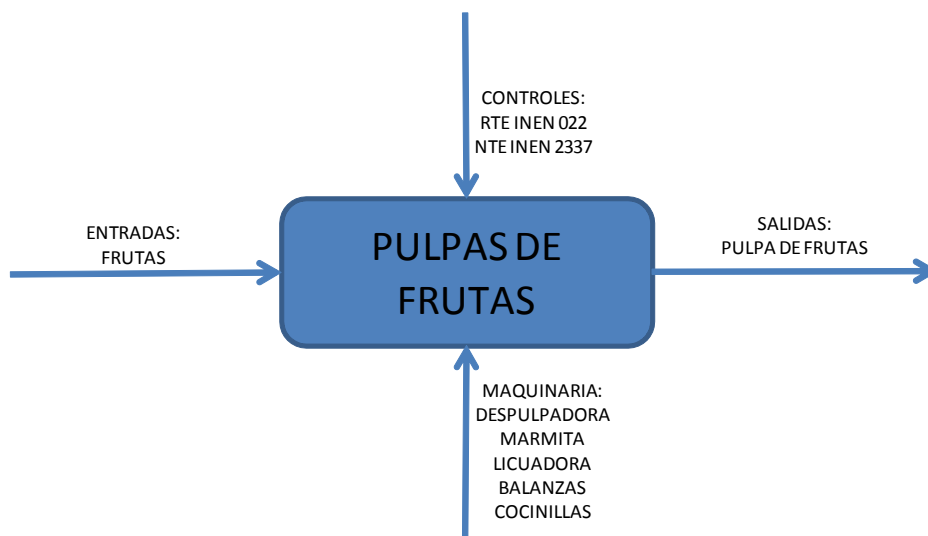 CONTROLES:
RTE INEN 022
NTE INEN 2337
ENTRADAS:
FRUTAS
PULPAS DE
FRUTAS
SALIDAS:
PULPA DE FRUTAS
MAQUINARIA:
DESPULPADORA
MARMITA
LICUADORA
BALANZAS
COCINILLAS